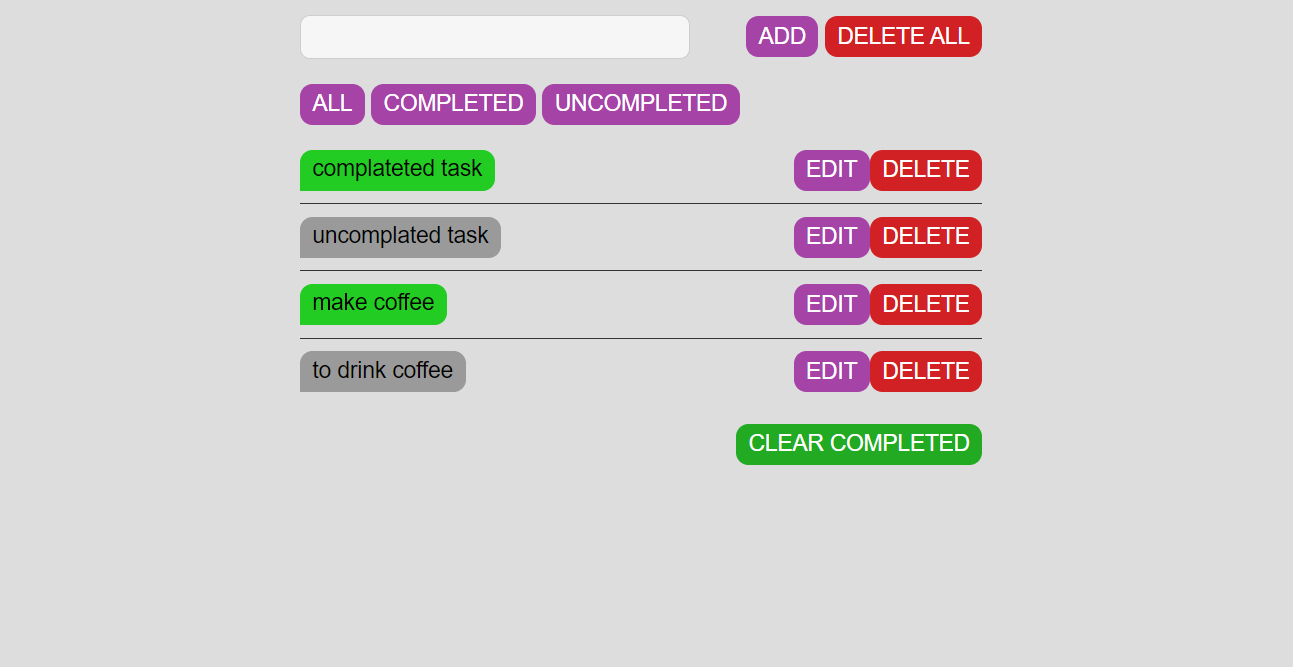 ADD DELETE ALL
ALL COMPLETED UNCOMPLETED
complateted task EDIT DELETE
uncomplated task EDIT DELETE
make coffee EDIT DELETE
to drink coffee EDIT DELETE
CLEAR COMPLETED